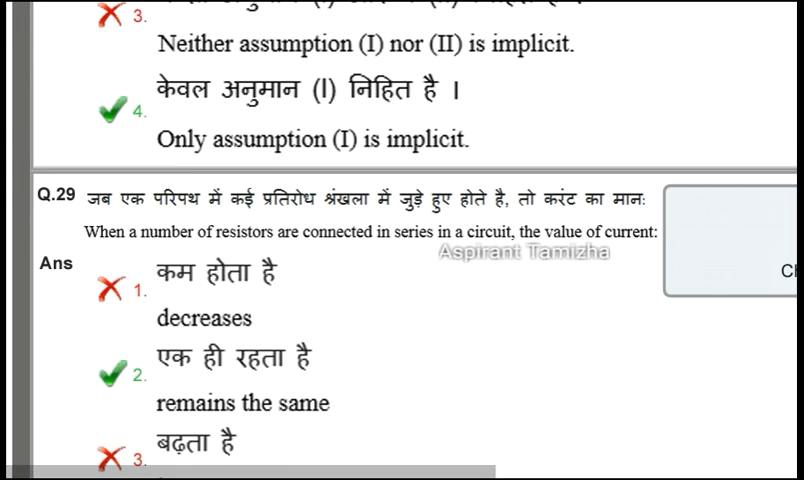 3.
Neither assumption (I) nor (II) is implicit.
केवल अनुमान (I) निहित है ।
4.
Only assumption (I) is implicit.
Q.29 जब एक परिपथ में कई प्रतिरोध श्रंखला में जुड़े हुए होते है, तो करंट का मान:
When a number of resistors are connected in series in a circuit, the value of current:
Aspirant Tamizha
Ans
कम होता है
1.
decreases
एक ही रहता है
2.
remains the same
बढ़ता है
3.